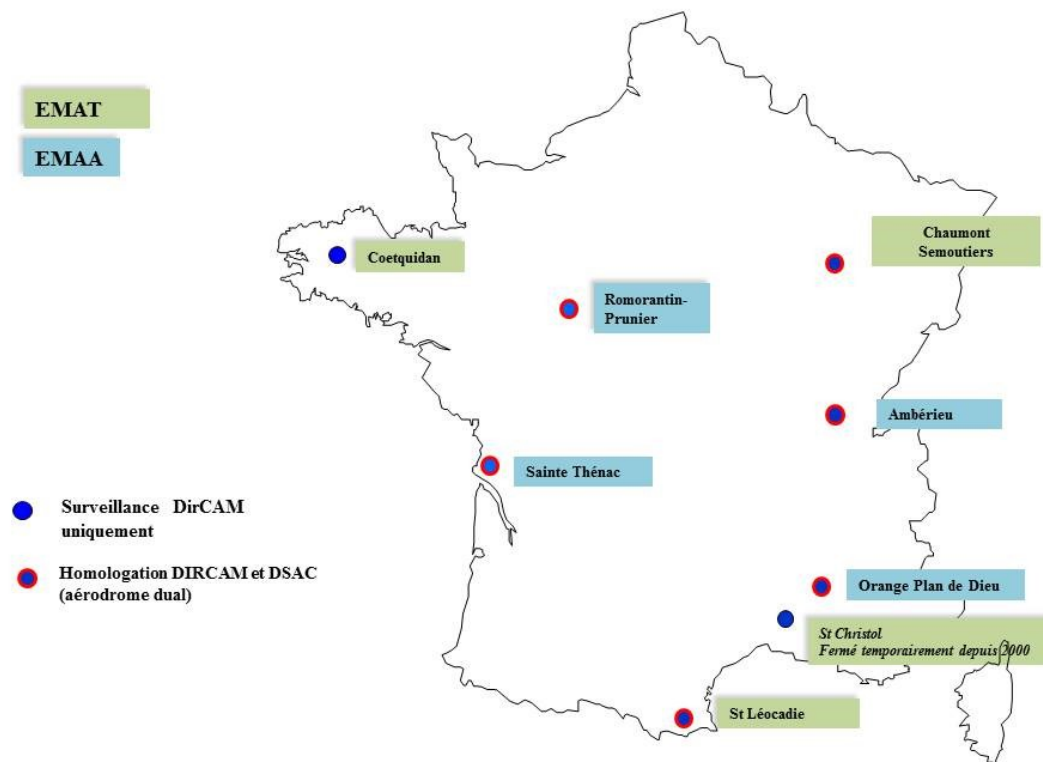 EMAT
EMAA
Coetquidan
Chaumont
Semoutiers
Romorantin-
Prunier
Ambérieu
Sainte Thénac
Surveillance DirCAM
uniquement
Homologation DIRCAM et DSAC
(aérodrome dual)
Orange Plan de Dieu
St Christol
Fermé temporairement depuis 2000
St Léocadie